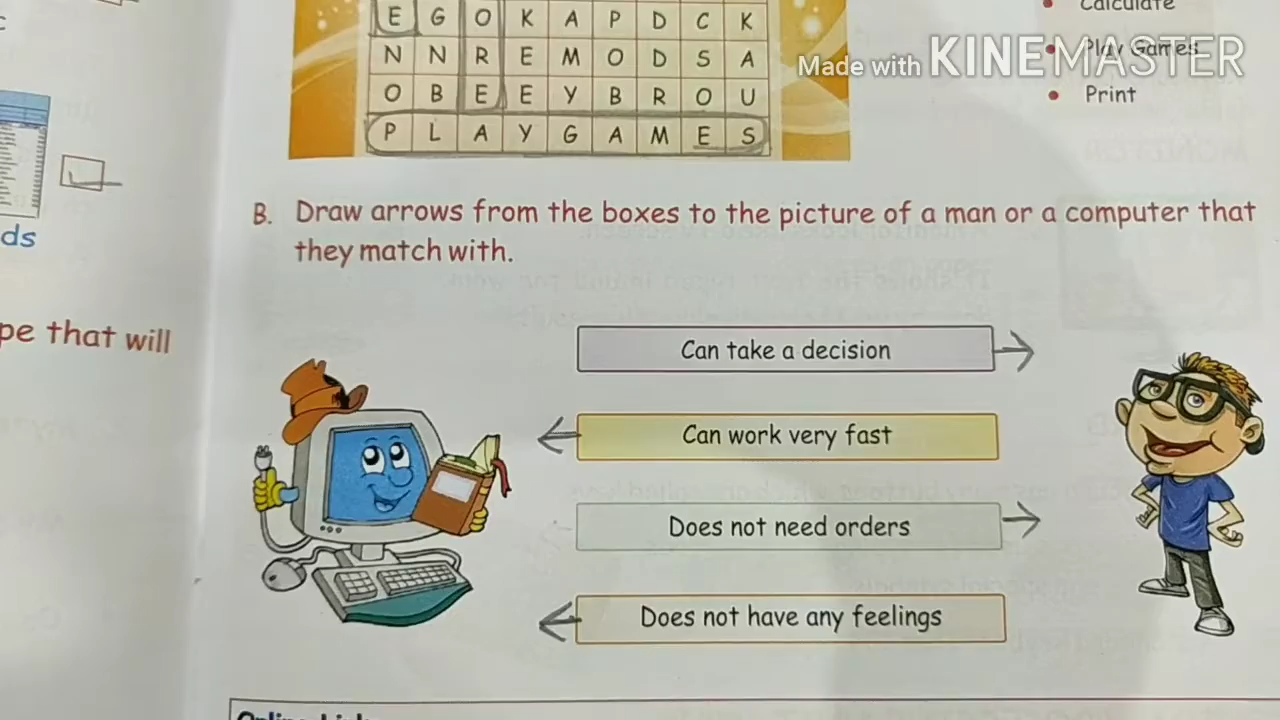 E G O K A P D C K
N N R E M O D S A
O B E E Y B R O U
P L A Y G A M E S
Calculate
Play Games
Print
Made with KINEMASTER
ds
pe that will
B. Draw arrows from the boxes to the picture of a man or a computer that
they match with.
Can take a decision
Can work very fast
Does not need orders
Does not have any feelings